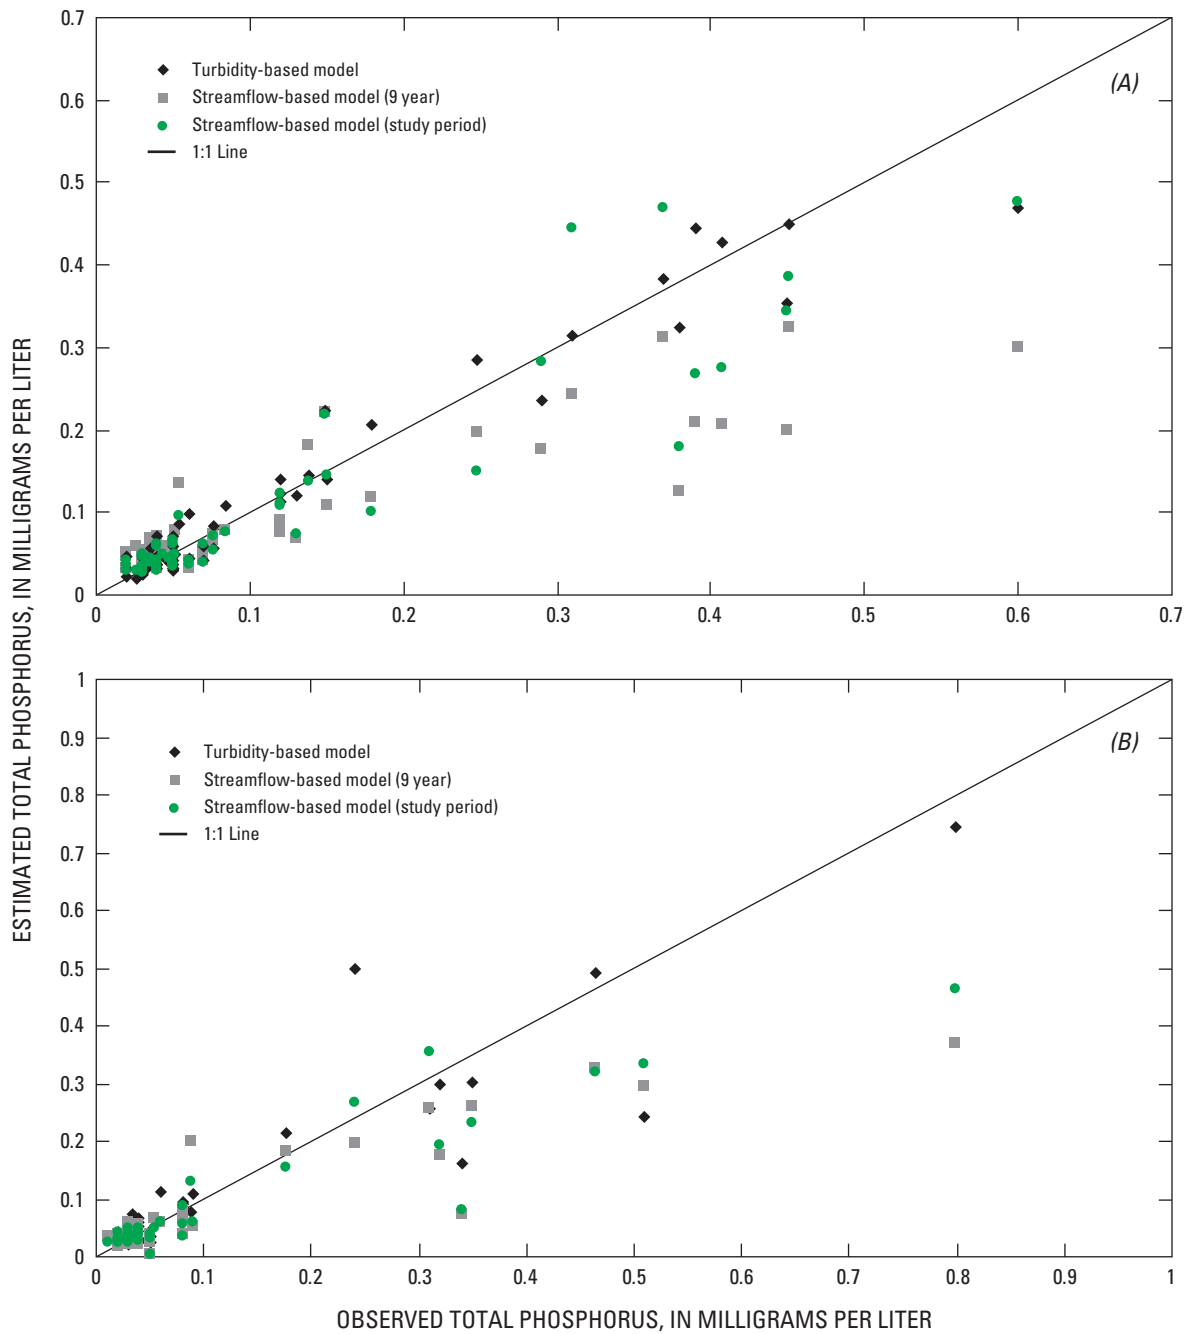 0.7
0.6
0.5
0.4
0.3
0.2
0.1
0
Turbidity-based model
Streamflow-based model (9 year)
Streamflow-based model (study period)
1:1 Line
(A)
0 0.1 0.2 0.3 0.4 0.5 0.6 0.7
ESTIMATED TOTAL PHOSPHORUS, IN MILLIGRAMS PER LITER
1
0.9
0.8
0.7
0.6
0.5
0.4
0.3
0.2
0.1
0
Turbidity-based model
Streamflow-based model (9 year)
Streamflow-based model (study period)
1:1 Line
(B)
0 0.1 0.2 0.3 0.4 0.5 0.6 0.7 0.8 0.9 1
OBSERVED TOTAL PHOSPHORUS, IN MILLIGRAMS PER LITER